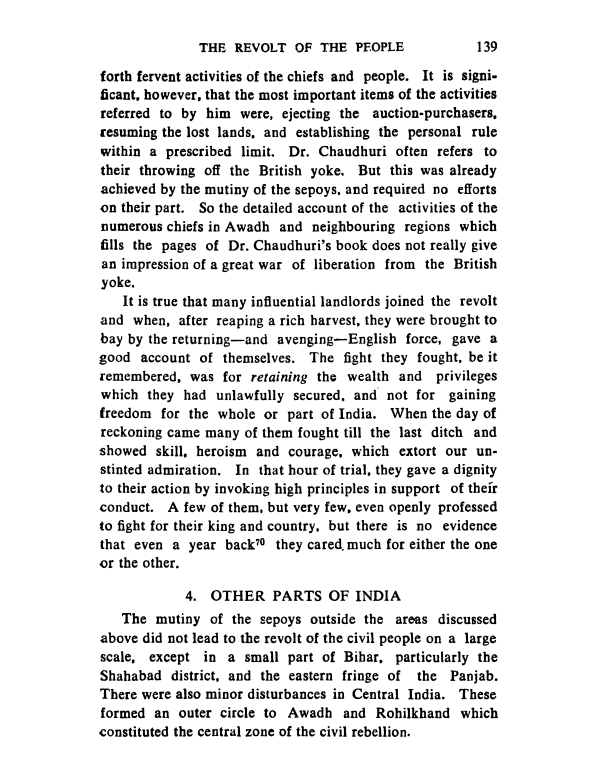 THE REVOLT OF THE PEOPLE 139
forth fervent activities of the chiefs and people. It is signi-
ficant, however, that the most important items of the activities
referred to by him were, ejecting the auction-purchasers,
resuming the lost lands, and establishing the personal rule
within a prescribed limit. Dr. Chaudhuri often refers to
their throwing off the British yoke. But this was already
achieved by the mutiny of the sepoys, and required no efforts
on their part. So the detailed account of the activities of the
numerous chiefs in Awadh and neighbouring regions which
fills the pages of Dr. Chaudhuri's book does not really give
an impression of a great war of liberation from the British
yoke.
It is true that many influential landlords joined the revolt
and when, after reaping a rich harvest, they were brought to
bay by the returning—and avenging—English force, gave a
good account of themselves. The fight they fought, be it
remembered, was for retaining the wealth and privileges
which they had unlawfully secured, and not for gaining
freedom for the whole or part of India. When the day of
reckoning came many of them fought till the last ditch and
showed skill, heroism and courage, which extort our un-
stinted admiration. In that hour of trial, they gave a dignity
to their action by invoking high principles in support of their
conduct. A few of them, but very few, even openly professed
to fight for their king and country, but there is no evidence
that even a year back⁷⁰ they cared much for either the one
or the other.
4. OTHER PARTS OF INDIA
The mutiny of the sepoys outside the areas discussed
above did not lead to the revolt of the civil people on a large
scale, except in a small part of Bihar, particularly the
Shahabad district, and the eastern fringe of the Panjab.
There were also minor disturbances in Central India. These
formed an outer circle to Awadh and Rohilkhand which
constituted the central zone of the civil rebellion.